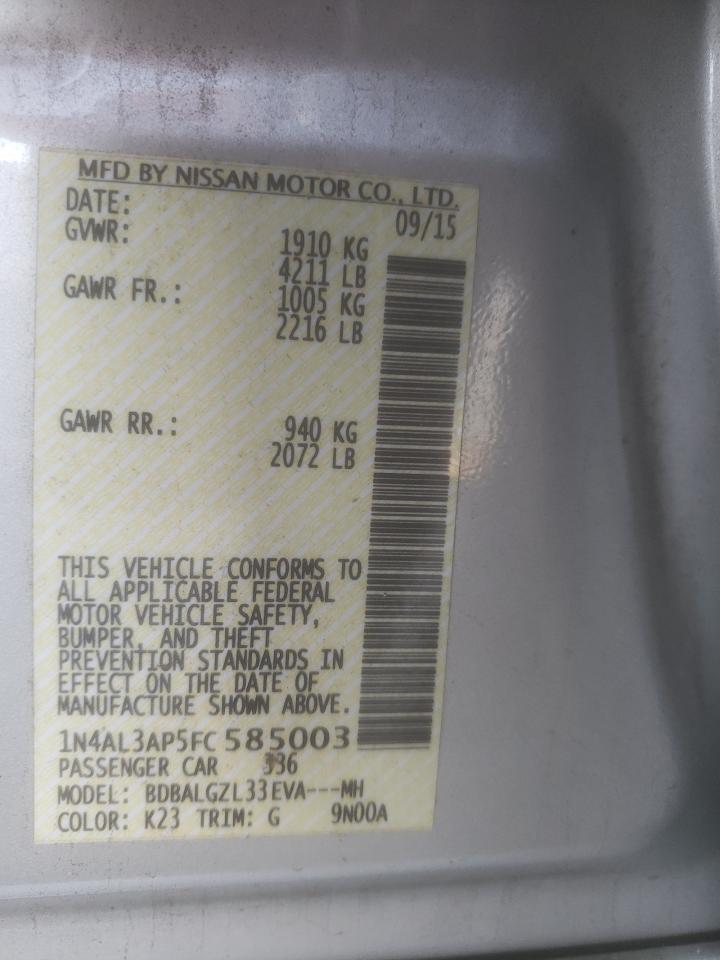 MFD BY NISSAN MOTOR CO., LTD.
DATE: 09/15
GVWR: 1910 KG
4211 LB
GAWR FR.: 1005 KG
2216 LB
GAWR RR.: 940 KG
2072 LB
THIS VEHICLE CONFORMS TO
ALL APPLICABLE FEDERAL
MOTOR VEHICLE SAFETY,
BUMPER, AND THEFT
PREVENTION STANDARDS IN
EFFECT ON THE DATE OF
MANUFACTURE SHOWN ABOVE.
1N4AL3AP5FC 585003
PASSENGER CAR
MODEL: BDBALGZL33EVA---MH
COLOR: K23 TRIM: G 9N00A